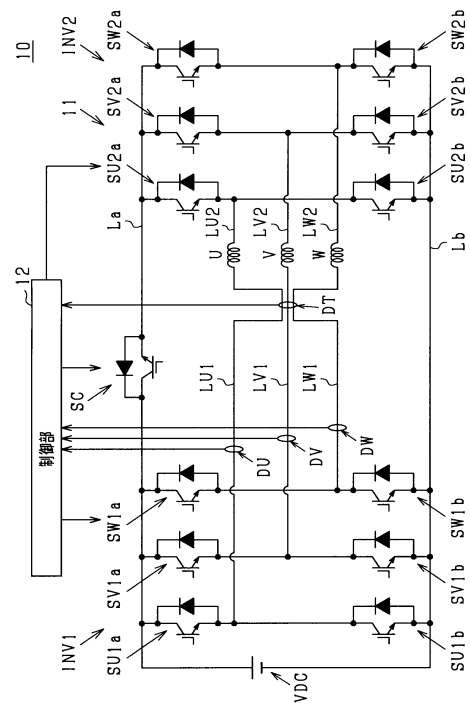 10
12
制御部
INV1
SU1a
SV1a
SW1a
SC
La
11
INV2
SU2a
SV2a
SW2a
DU
DV
DW
DT
LU1
LV1
LW1
U
V
W
LU2
LV2
LW2
VDC
SU1b
SV1b
SW1b
Lb
SU2b
SV2b
SW2b